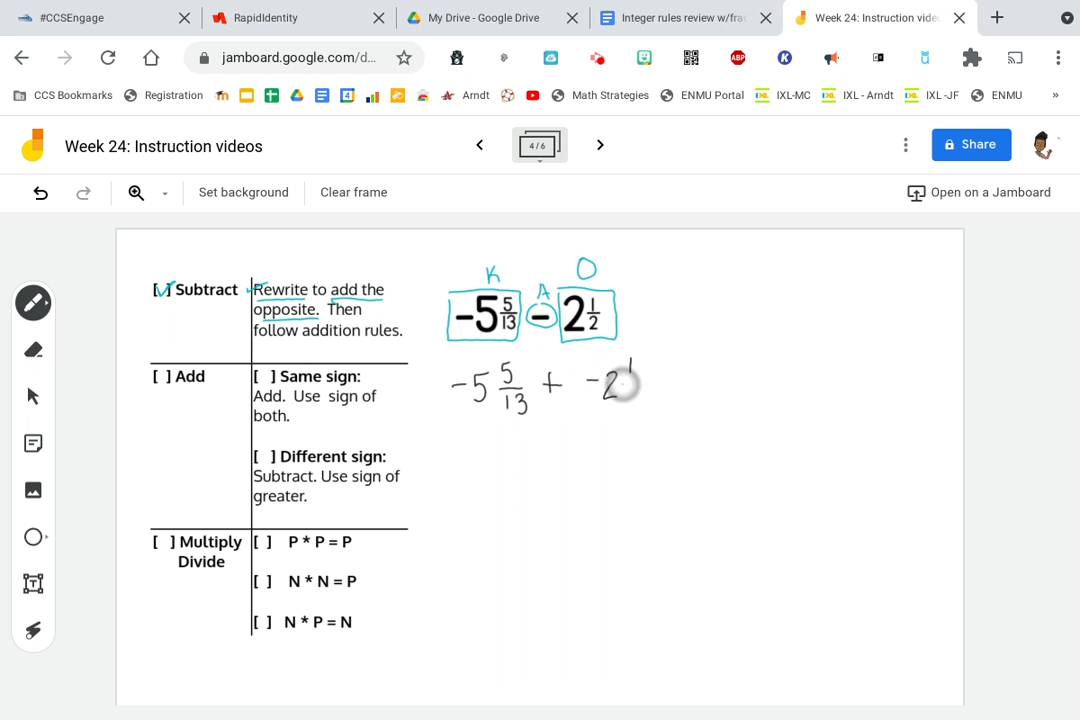 #CCSEngage
RapidIdentity
My Drive - Google Drive
Integer rules review w/fra
Week 24: Instruction vide
jamboard.google.com/d...
ABP
K
CCS Bookmarks
Registration
Arndt
Math Strategies
ENMU Portal
IXL-MC
IXL - Arndt
IXL -JF
ENMU
»
Week 24: Instruction videos
4 / 6
Share
Set background
Clear frame
Open on a Jamboard
K A O
[ ] Subtract
Rewrite to add the
opposite. Then
follow addition rules.
-5 5/13 - 2 1/2
-5 5/13 + -2 1
[ ] Add
[ ] Same sign:
Add. Use sign of
both.
[ ] Different sign:
Subtract. Use sign of
greater.
[ ] Multiply
Divide
[ ] P * P = P
[ ] N * N = P
[ ] N * P = N